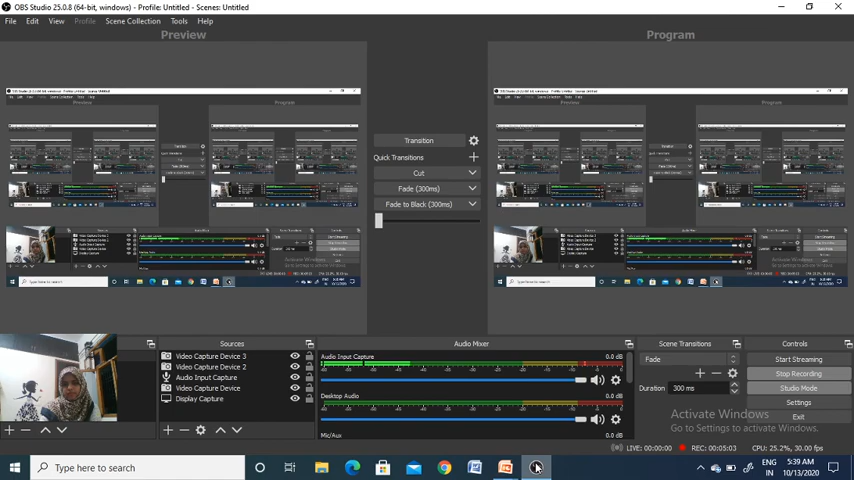 OBS Studio 25.0.8 (64-bit, windows) - Profile: Untitled - Scenes: Untitled
File Edit View Profile Scene Collection Tools Help
Preview
Program
Transition
Quick Transitions
Cut
Fade (300ms)
Fade to Black (300ms)
Sources
Video Capture Device 3
Video Capture Device 2
Audio Input Capture
Video Capture Device
Display Capture
Audio Mixer
Audio Input Capture 0.0 dB
Desktop Audio 0.0 dB
Mic/Aux
Scene Transitions
Fade
Duration 300 ms
Controls
Start Streaming
Stop Recording
Studio Mode
Settings
Exit
Activate Windows
Go to Settings to activate Windows.
LIVE: 00:00:00 REC: 00:05:03 CPU: 25.2%, 30.00 fps
Type here to search
ENG
IN
5:39 AM
10/13/2020